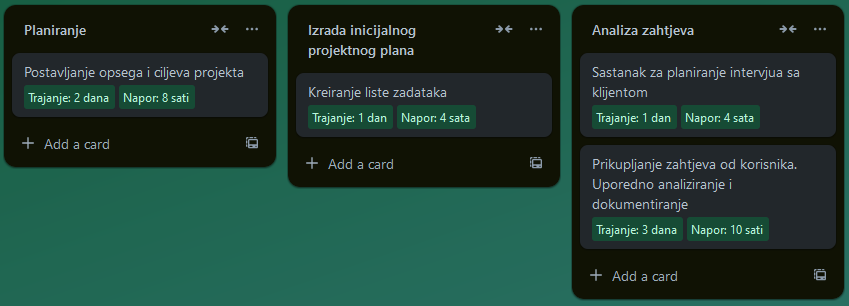 Planiranje
Postavljanje opsega i ciljeva projekta
Trajanje: 2 dana
Napor: 8 sati
Add a card
Izrada inicijalnog
projektnog plana
Kreiranje liste zadataka
Trajanje: 1 dan
Napor: 4 sata
Add a card
Analiza zahtjeva
Sastanak za planiranje intervjua sa
klijentom
Trajanje: 1 dan
Napor: 4 sata
Prikupljanje zahtjeva od korisnika.
Uporedno analiziranje i
dokumentiranje
Trajanje: 3 dana
Napor: 10 sati
Add a card